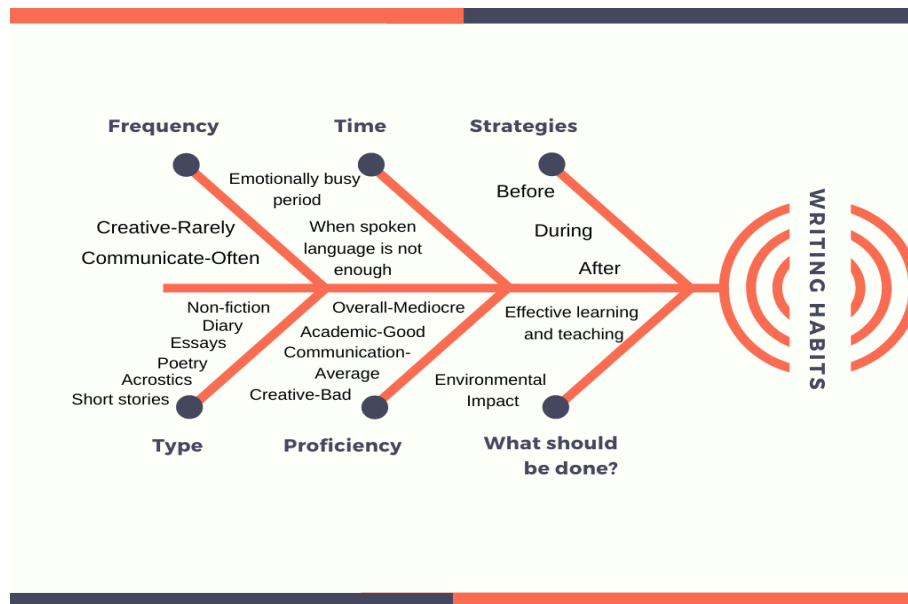 Frequency
Time
Strategies
Creative-Rarely
Communicate-Often
Emotionally busy
period
When spoken
language is not
enough
Before
During
After
Non-fiction
Diary
Essays
Poetry
Acrostics
Short stories
Type
Overall-Mediocre
Academic-Good
Communication-
Average
Creative-Bad
Proficiency
Effective learning
and teaching
Environmental
Impact
What should
be done?
WRITING HABITS